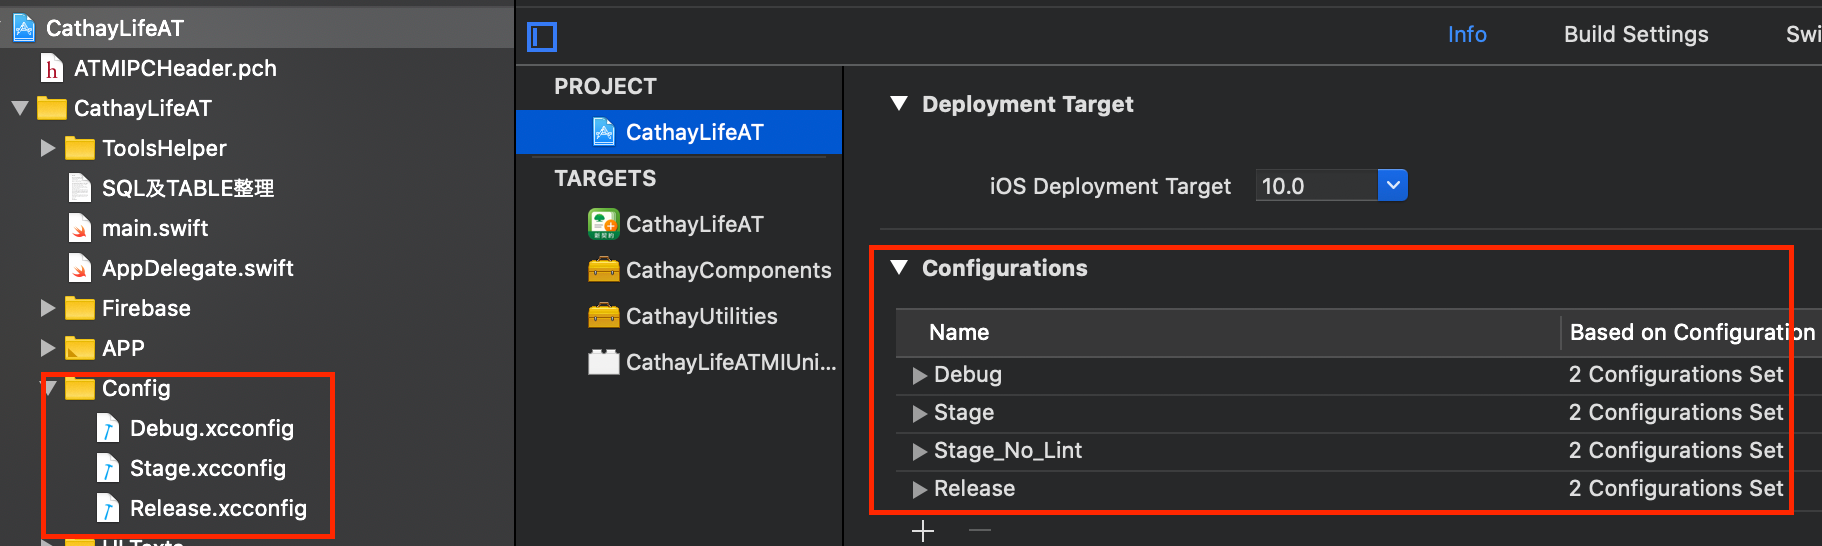 CathayLifeAT
ATMIPCHeader.pch
CathayLifeAT
ToolsHelper
SQL及TABLE整理
main.swift
AppDelegate.swift
Firebase
APP
Config
Debug.xcconfig
Stage.xcconfig
Release.xcconfig
Info
Build Settings
Swi
PROJECT
CathayLifeAT
TARGETS
CathayLifeAT
CathayComponents
CathayUtilities
CathayLifeATMIUni...
Deployment Target
iOS Deployment Target
10.0
Configurations
Name
Based on Configuration
Debug
2 Configurations Set
Stage
2 Configurations Set
Stage_No_Lint
2 Configurations Set
Release
2 Configurations Set